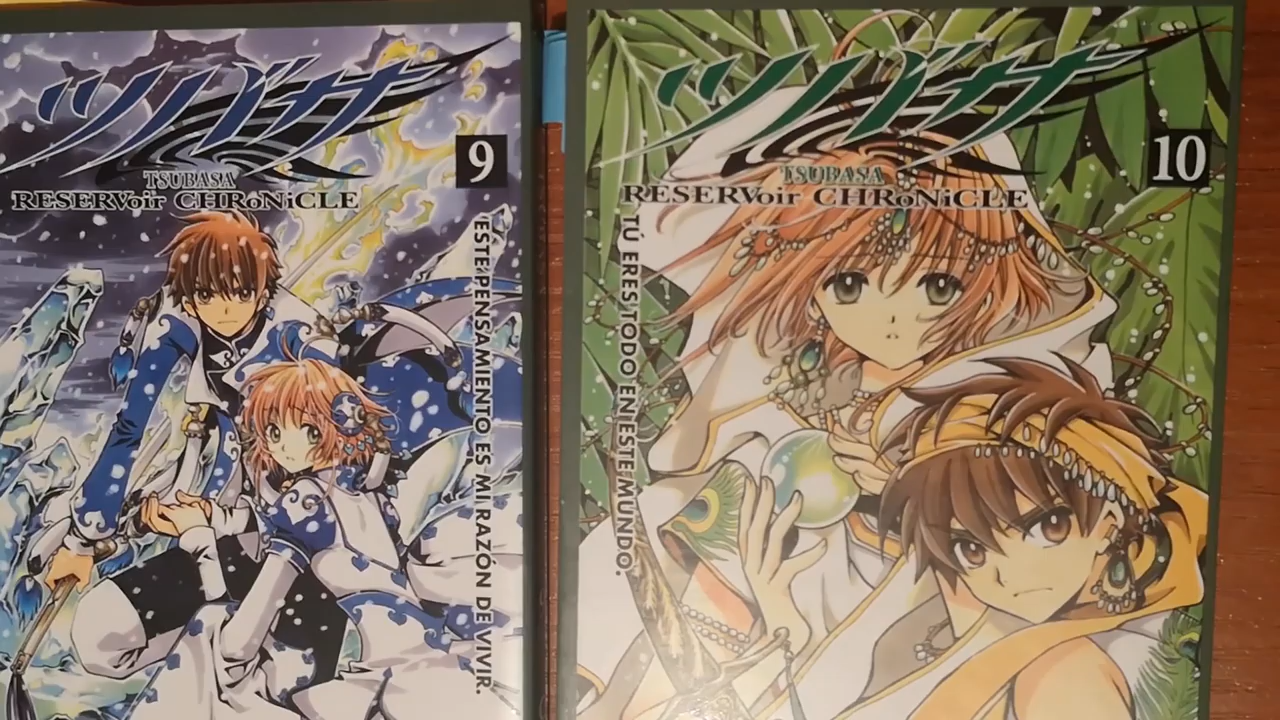 ツバサ
TSUBASA
RESERVoir CHRoNiCLE
9
ESTE PENSAMIENTO ES MI RAZÓN DE VIVIR.
ツバサ
TSUBASA
RESERVoir CHRoNiCLE
10
TÚ ERES TODO EN ESTE MUNDO.